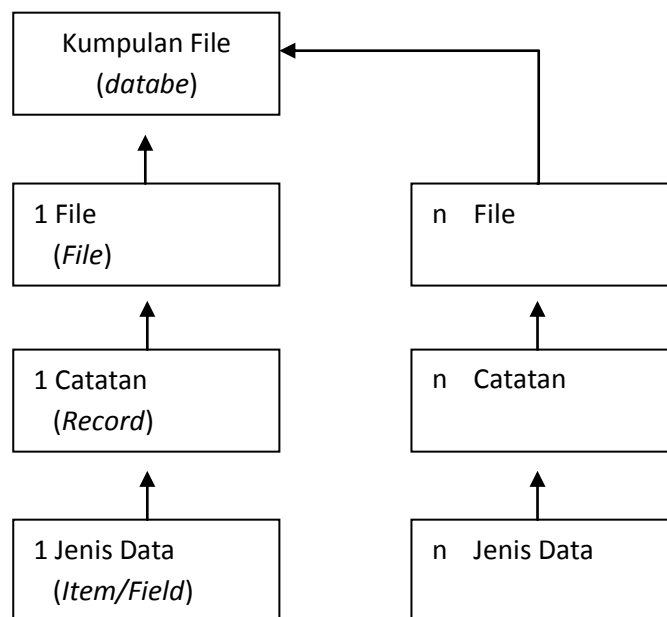 Kumpulan File
(databe)
1 File
(File)
n File
1 Catatan
(Record)
n Catatan
1 Jenis Data
(Item/Field)
n Jenis Data